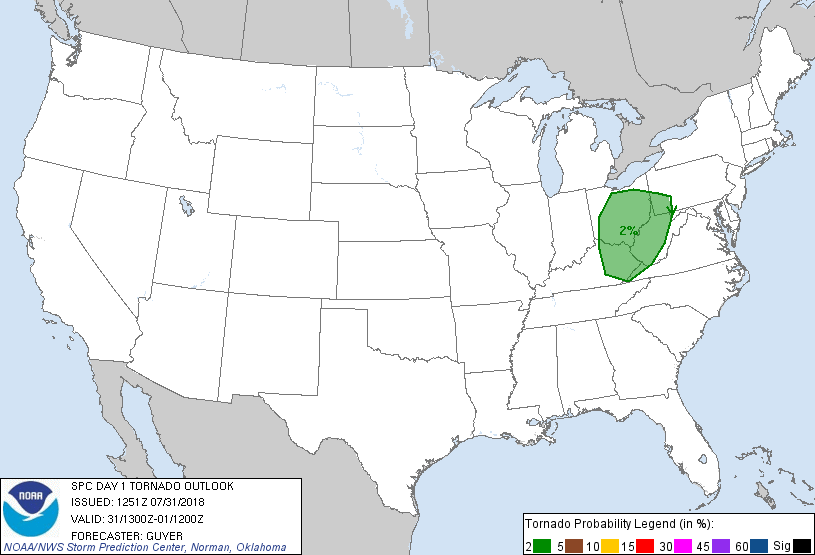 2%
NOAA
SPC DAY 1 TORNADO OUTLOOK
ISSUED: 1251Z 07/31/2018
VALID: 31/1300Z-01/1200Z
FORECASTER: GUYER
NOAA/NWS Storm Prediction Center, Norman, Oklahoma
Tornado Probability Legend (in %):
2 5 10 15 30 45 60 Sig